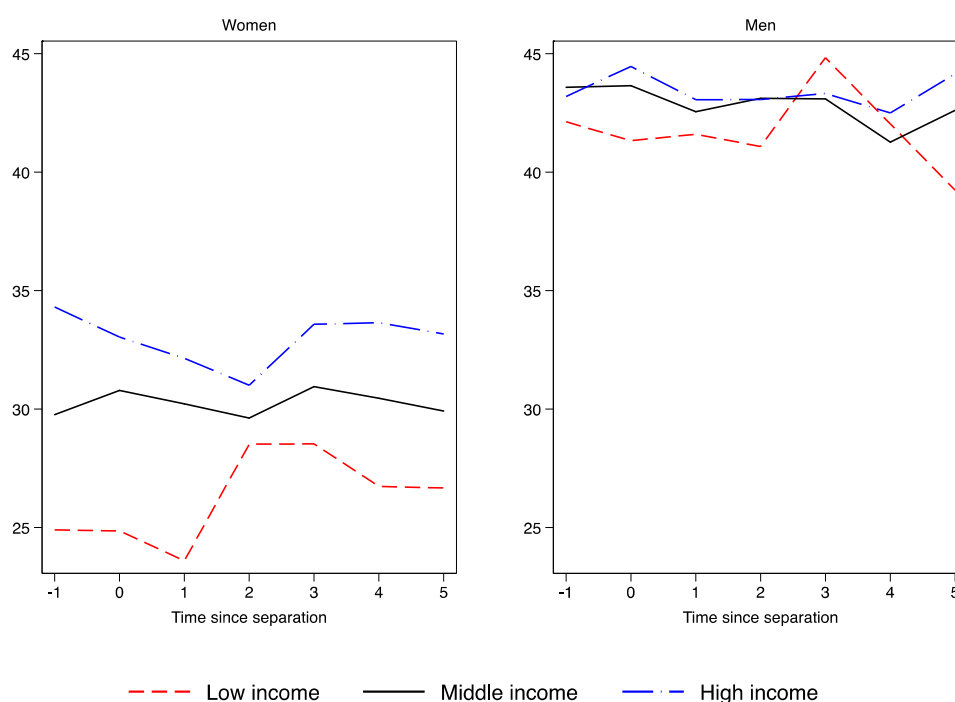 Women
Men
45
40
35
30
25
45
40
35
30
25
-1 0 1 2 3 4 5
-1 0 1 2 3 4 5
Time since separation
Time since separation
Low income
Middle income
High income